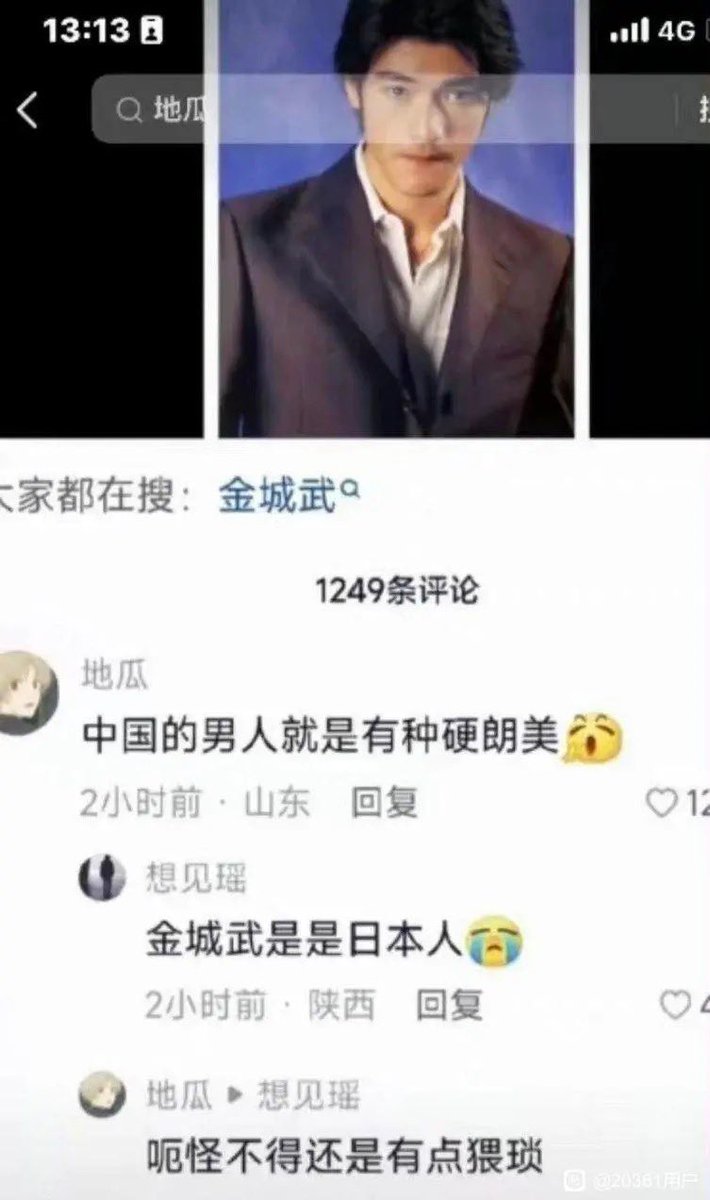 13:13
4G
地瓜
大家都在搜：金城武
1249条评论
地瓜
中国的男人就是有种硬朗美
2小时前 · 山东 回复
12
想见瑶
金城武是是日本人
2小时前 · 陕西 回复
4
地瓜 ▶ 想见瑶
呃怪不得还是有点猥琐
@20381用户